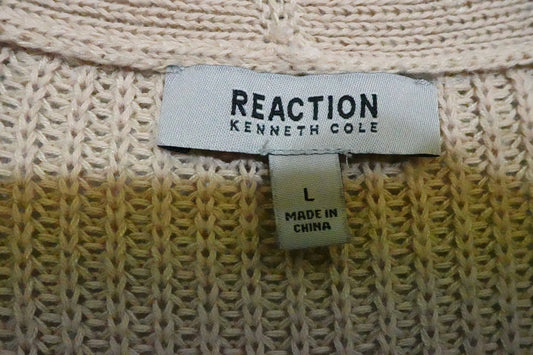 REACTION
KENNETH COLE
L
MADE IN
CHINA